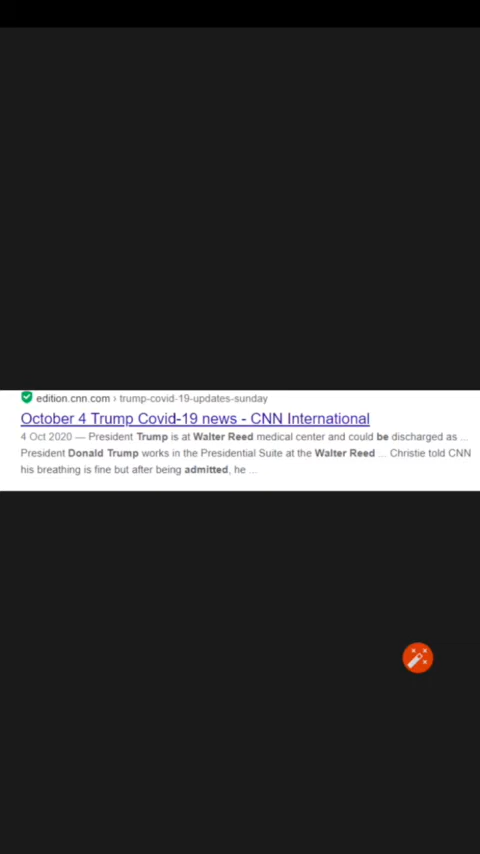 edition.cnn.com › trump-covid-19-updates-sunday
October 4 Trump Covid-19 news - CNN International
4 Oct 2020 — President Trump is at Walter Reed medical center and could be discharged as ...
President Donald Trump works in the Presidential Suite at the Walter Reed ... Christie told CNN
his breathing is fine but after being admitted, he ...